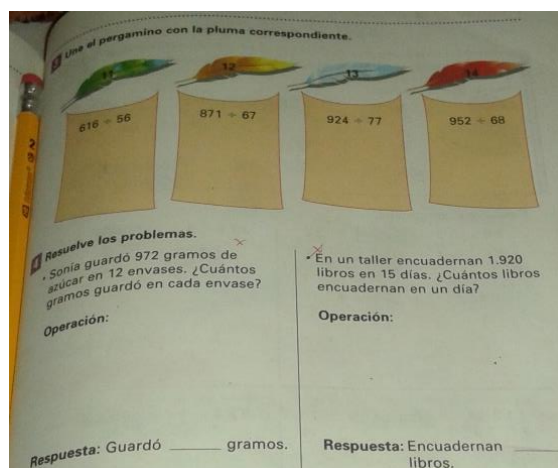 3 Une el pergamino con la pluma correspondiente.
11
12
13
14
616 ÷ 56
871 ÷ 67
924 ÷ 77
952 ÷ 68
4 Resuelve los problemas.
• Sonia guardó 972 gramos de
azúcar en 12 envases. ¿Cuántos
gramos guardó en cada envase?
Operación:
Respuesta: Guardó ______ gramos.
• En un taller encuadernan 1.920
libros en 15 días. ¿Cuántos libros
encuadernan en un día?
Operación:
Respuesta: Encuadernan ______
libros.